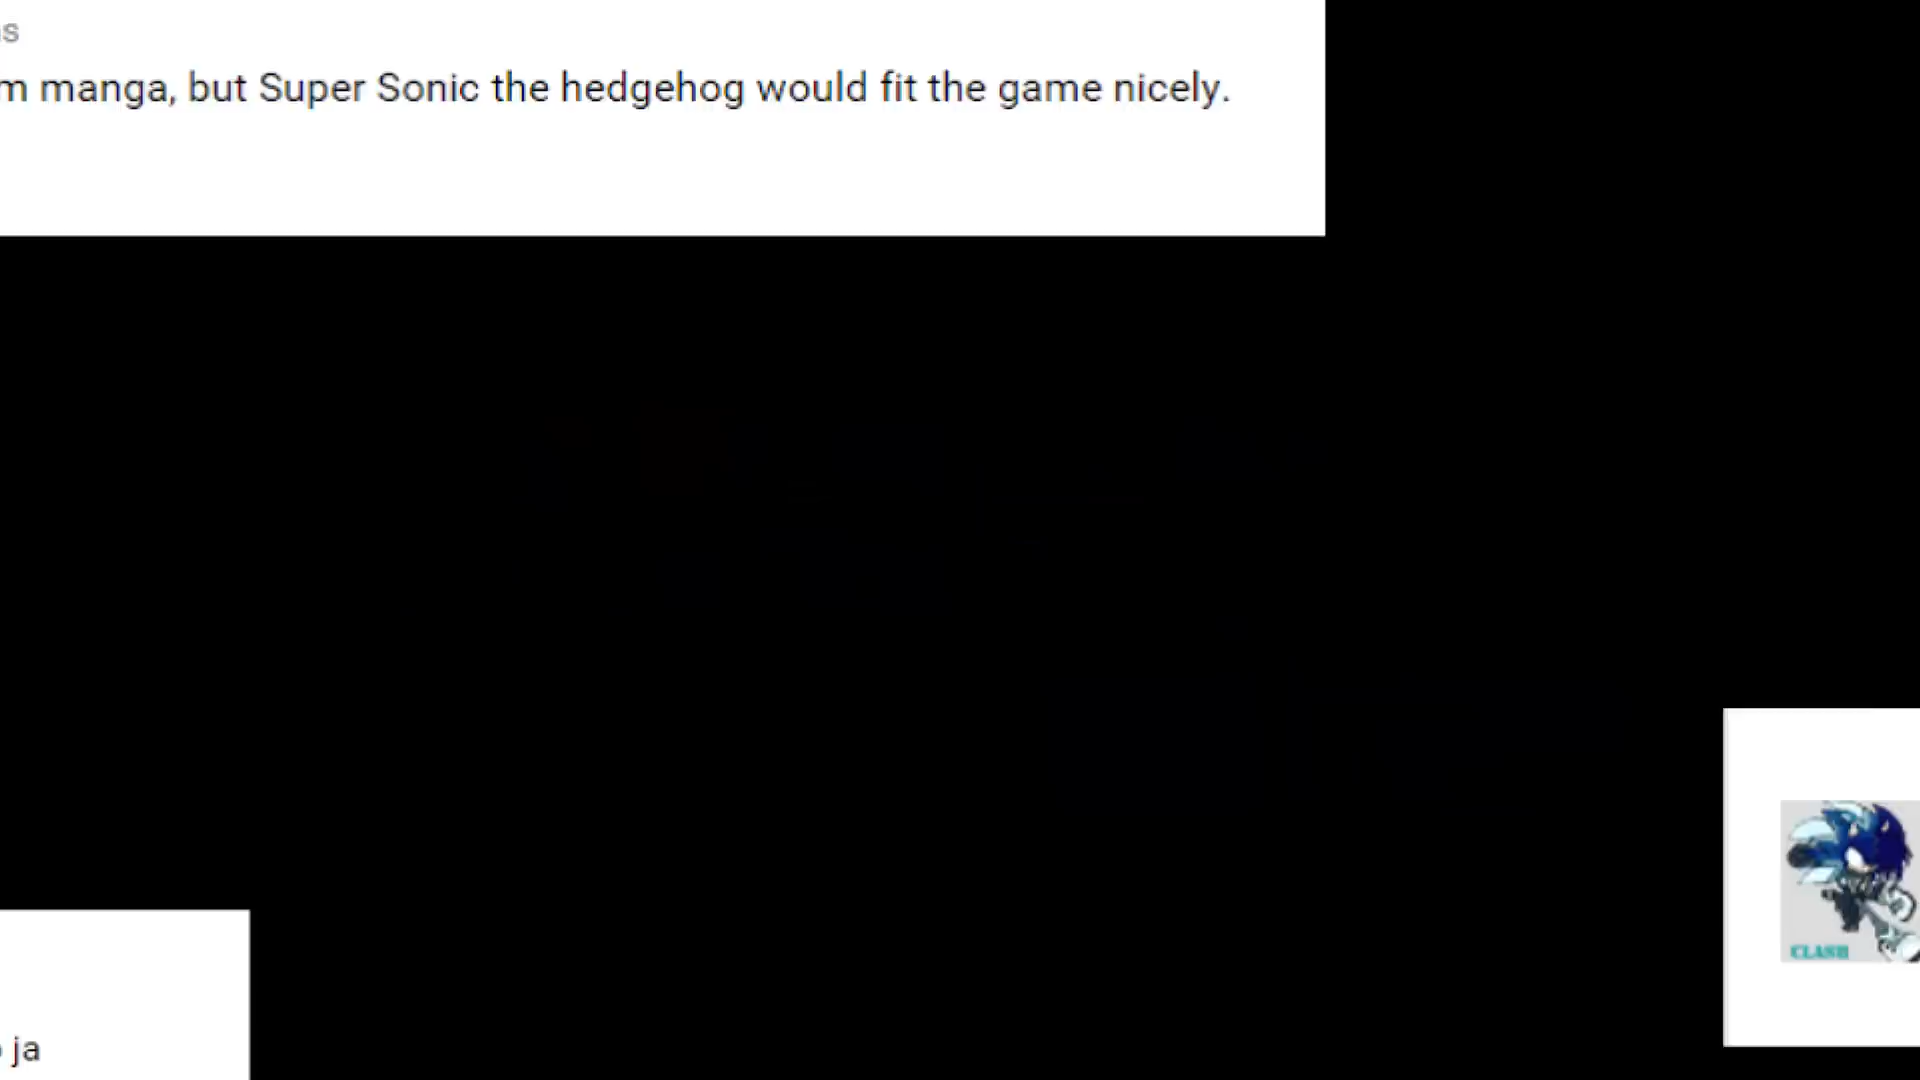 m manga, but Super Sonic the hedgehog would fit the game nicely.
ja
CLASH